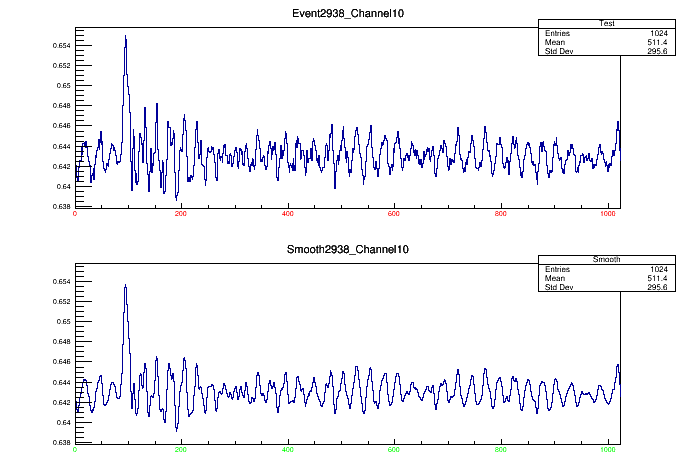 Event2938_Channel10
Test
Entries 1024
Mean 511.4
Std Dev 295.6
0.654
0.652
0.65
0.648
0.646
0.644
0.642
0.64
0.638
0 200 400 600 800 1000
Smooth2938_Channel10
Smooth
Entries 1024
Mean 511.4
Std Dev 295.6
0.654
0.652
0.65
0.648
0.646
0.644
0.642
0.64
0.638
0 200 400 600 800 1000